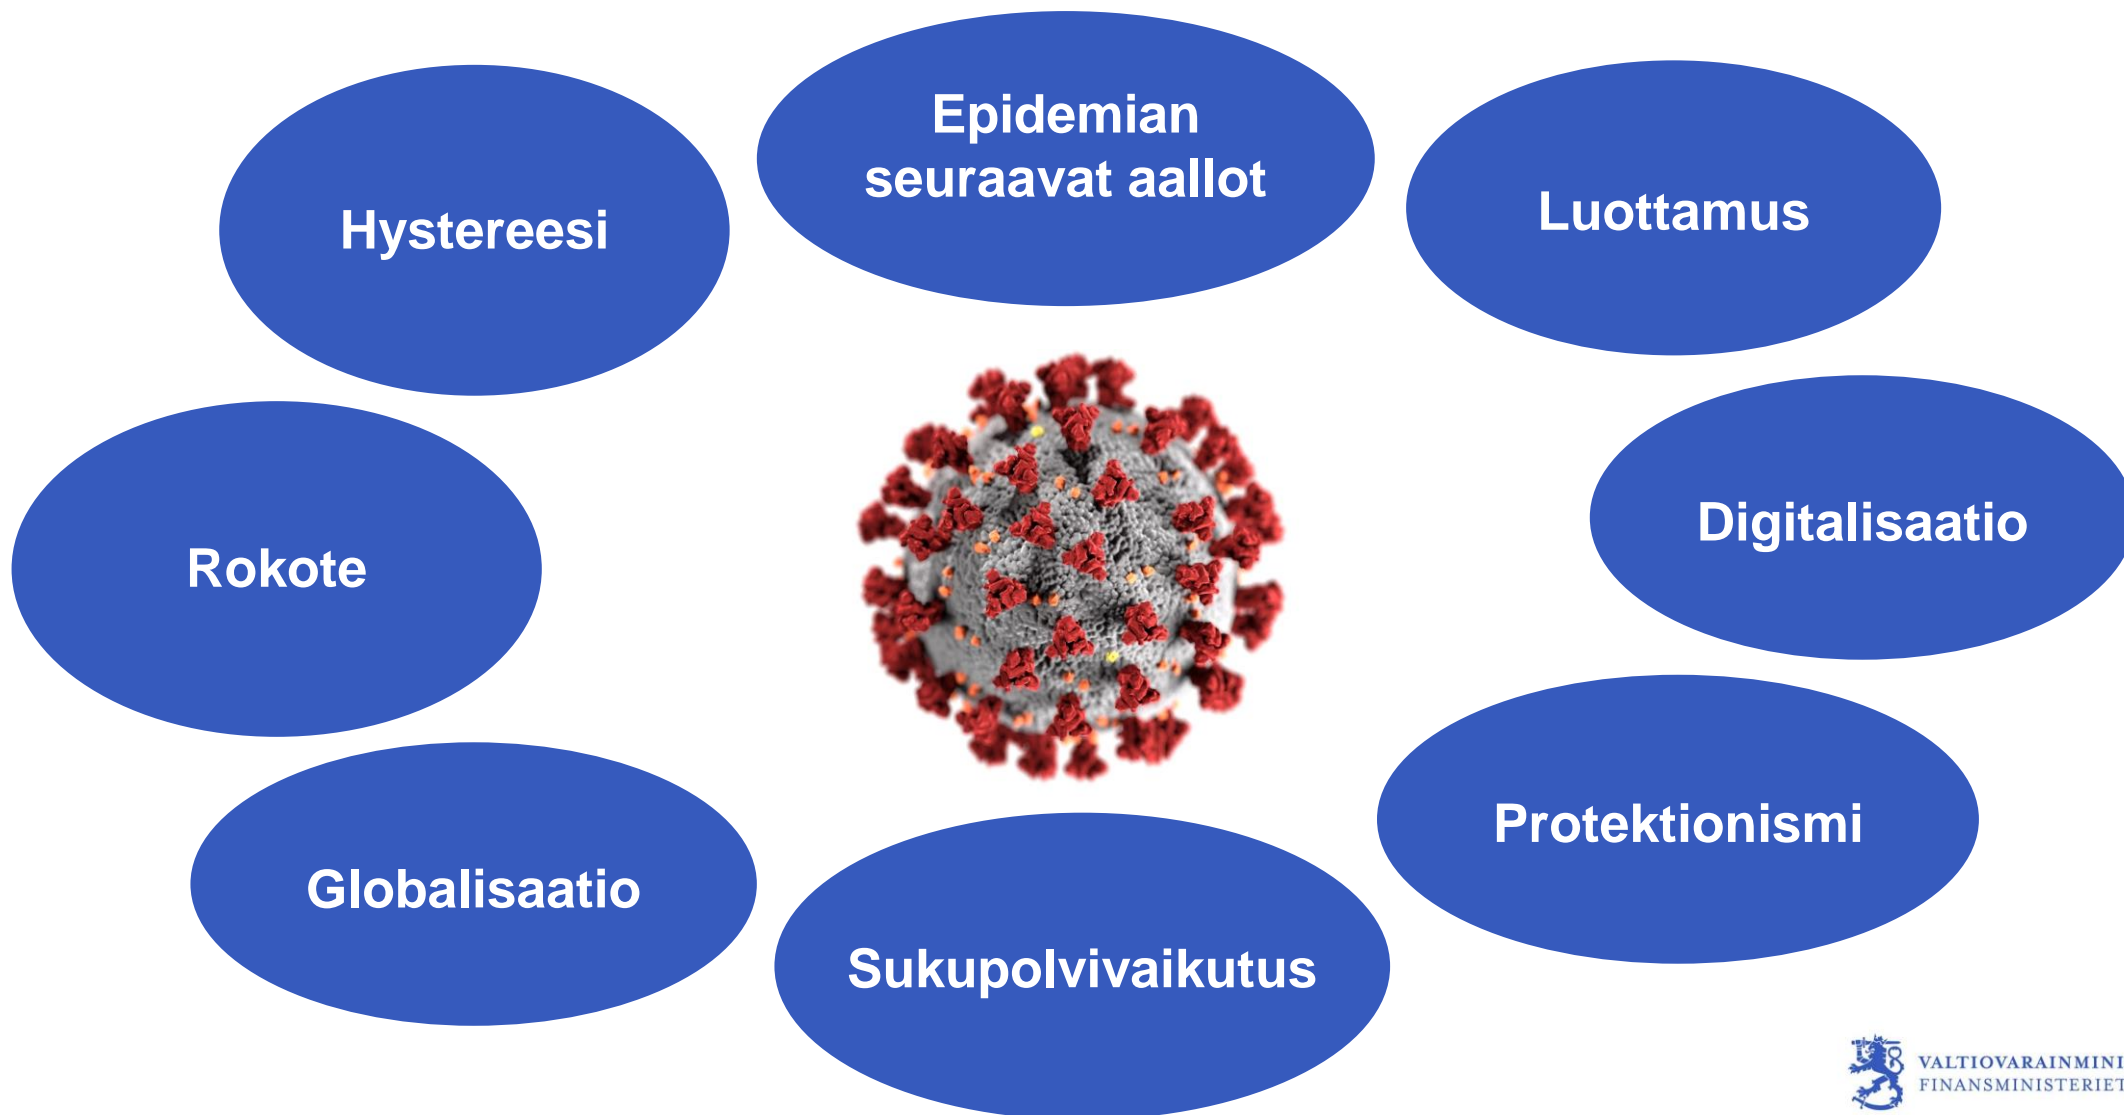 Epidemian
seuraavat aallot
Hystereesi
Luottamus
Rokote
Digitalisaatio
Globalisaatio
Protektionismi
Sukupolvivaikutus
VALTIOVARAINMINI
FINANSMINISTERIET